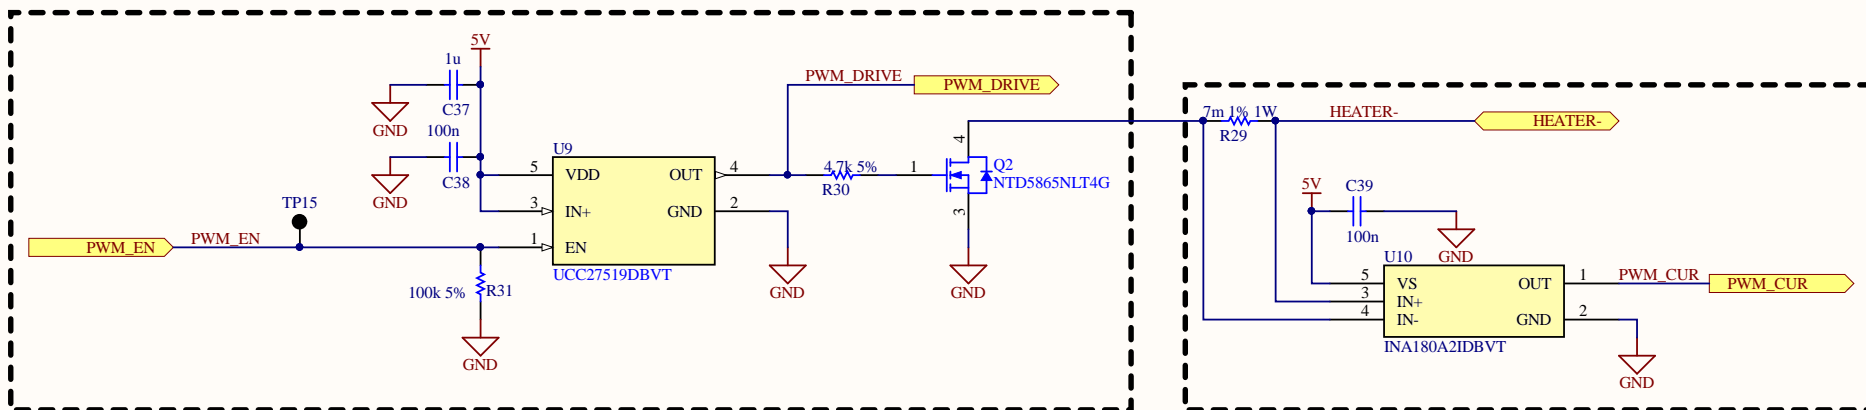 5V
1u
C37
GND
100n
C38
GND
TP15
PWM_EN
PWM_EN
100k 5%
R31
GND
U9
5
VDD
OUT
4
3
IN+
GND
2
1
EN
UCC27519DBVT
GND
PWM_DRIVE
PWM_DRIVE
4.7k 5%
R30
1
4
Q2
NTD5865NLT4G
3
GND
7m 1% 1W
R29
HEATER-
HEATER-
5V
C39
100n
GND
U10
5
VS
OUT
1
PWM_CUR
PWM_CUR
3
IN+
4
IN-
GND
2
INA180A2IDBVT
GND